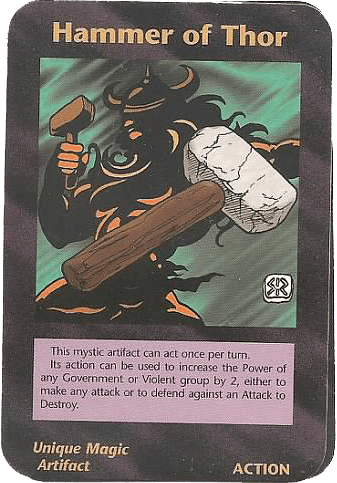 Hammer of Thor
This mystic artifact can act once per turn.
Its action can be used to increase the Power of
any Government or Violent group by 2, either to
make any attack or to defend against an Attack to
Destroy.
Unique Magic
Artifact
ACTION